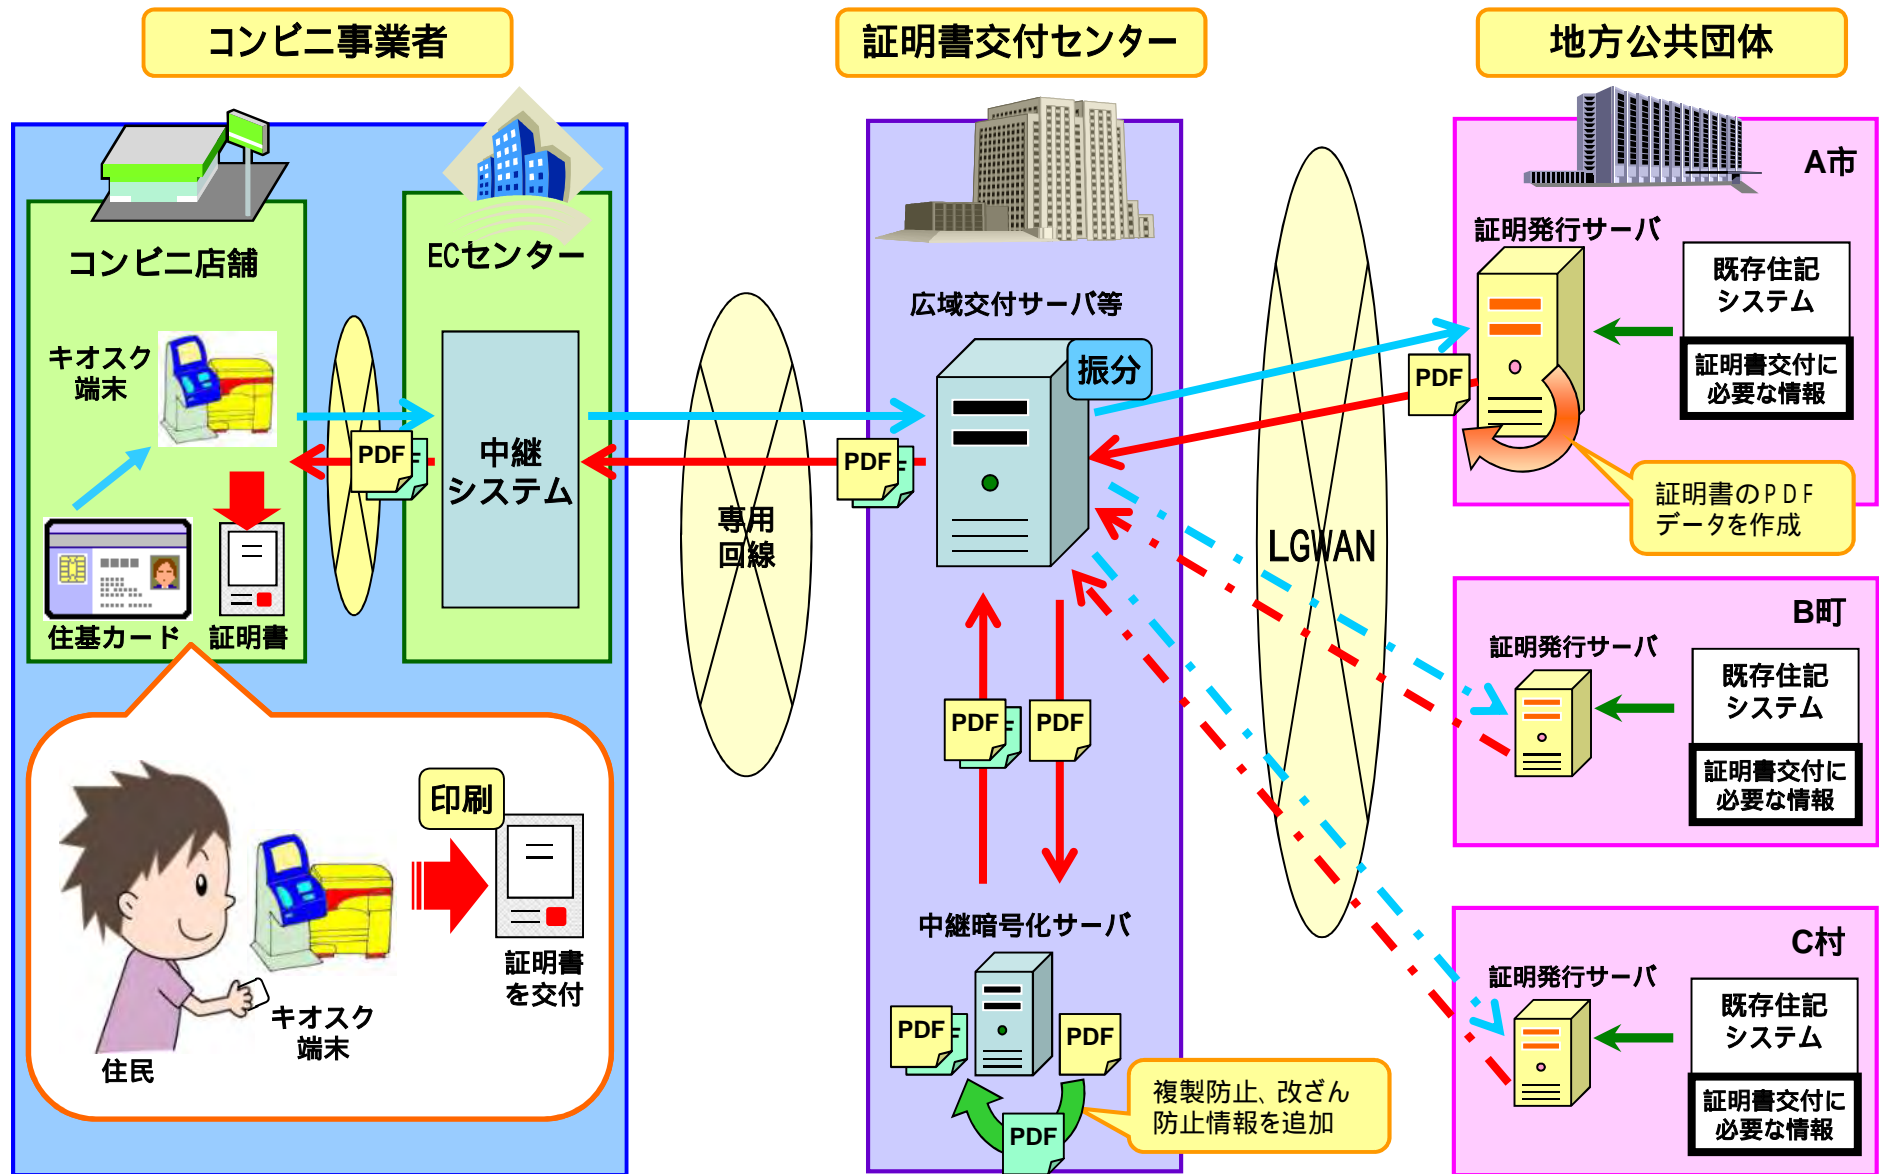 コンビニ事業者
証明書交付センター
地方公共団体
コンビニ店舗
キオスク
端末
住基カード
証明書
ECセンター
中継
システム
PDF
専用
回線
広域交付サーバ等
振分
PDF
PDF
PDF
中継暗号化サーバ
PDF
PDF
PDF
複製防止、改ざん
防止情報を追加
LGWAN
A市
証明発行サーバ
既存住記
システム
証明書交付に
必要な情報
PDF
証明書のPDF
データを作成
B町
証明発行サーバ
既存住記
システム
証明書交付に
必要な情報
C村
証明発行サーバ
既存住記
システム
証明書交付に
必要な情報
印刷
証明書
を交付
キオスク
端末
住民